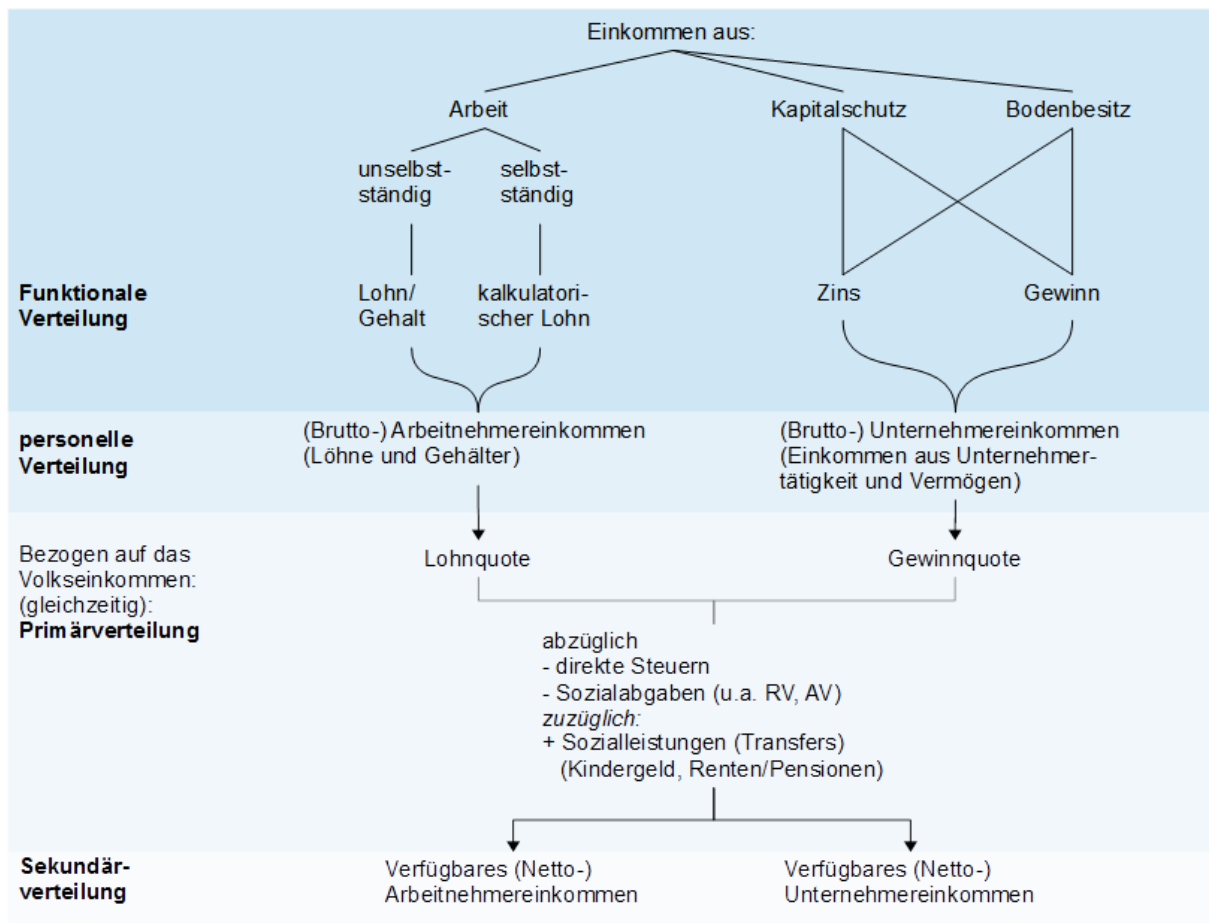 Einkommen aus:
Arbeit
Kapitalschutz
Bodenbesitz
unselbst-
ständig
selbst-
ständig
Funktionale
Verteilung
Lohn/
Gehalt
kalkulatori-
scher Lohn
Zins
Gewinn
personelle
Verteilung
(Brutto-) Arbeitnehmereinkommen
(Löhne und Gehälter)
(Brutto-) Unternehmereinkommen
(Einkommen aus Unternehmer-
tätigkeit und Vermögen)
Bezogen auf das
Volkseinkommen:
(gleichzeitig):
Primärverteilung
Lohnquote
Gewinnquote
abzüglich
- direkte Steuern
- Sozialabgaben (u.a. RV, AV)
zuzüglich:
+ Sozialleistungen (Transfers)
(Kindergeld, Renten/Pensionen)
Sekundär-
verteilung
Verfügbares (Netto-)
Arbeitnehmereinkommen
Verfügbares (Netto-)
Unternehmereinkommen